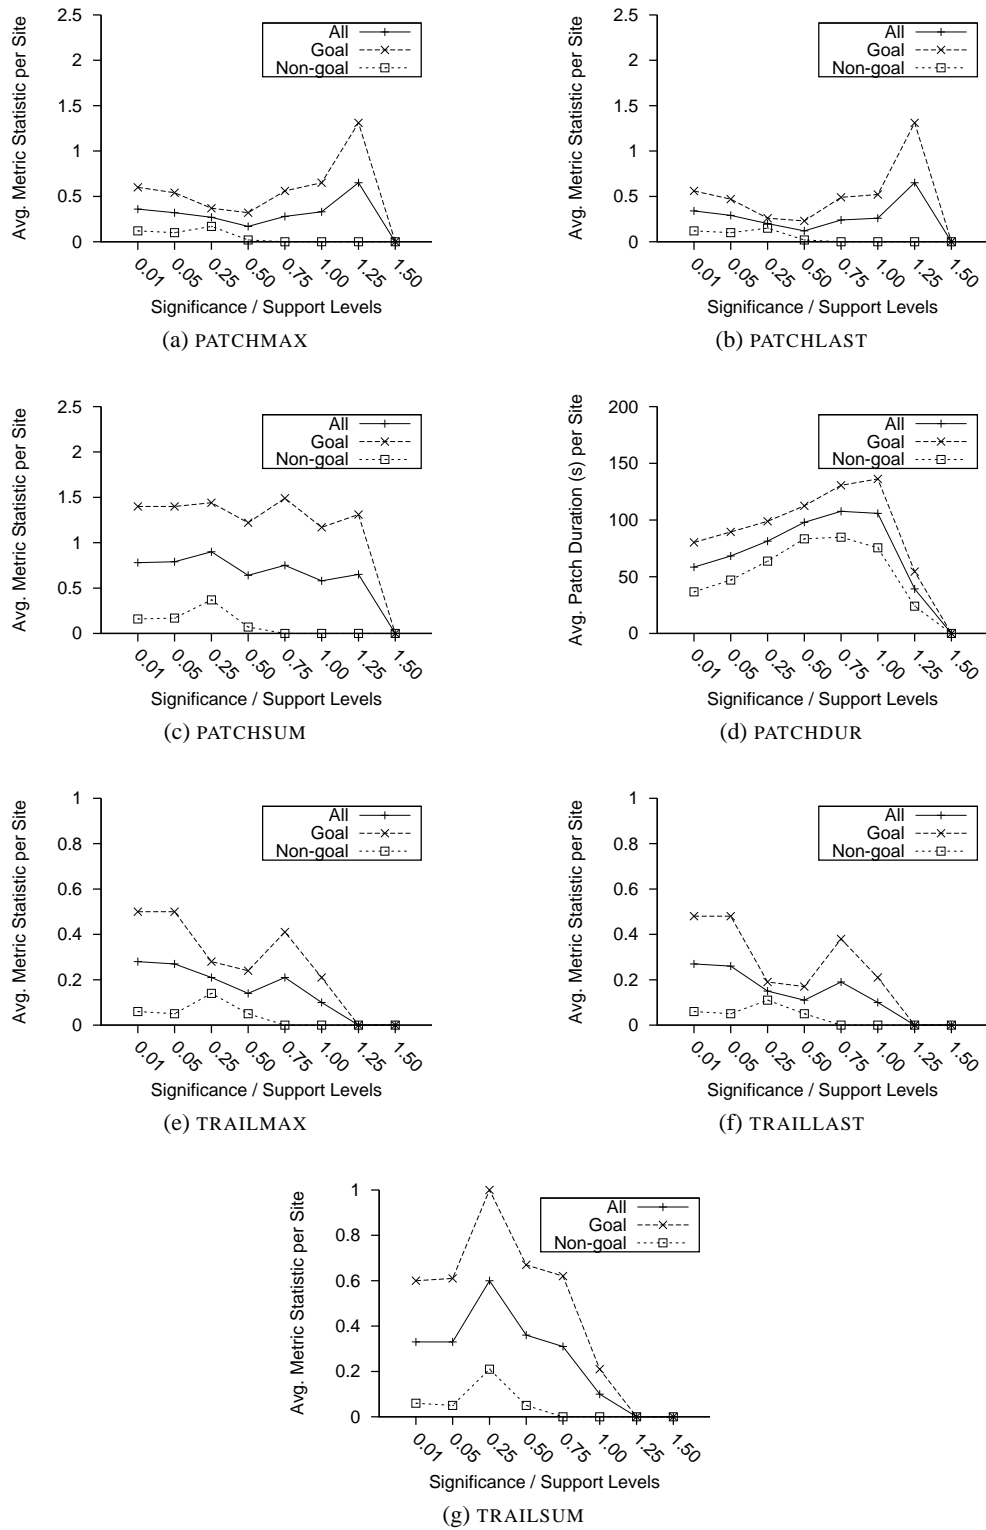 2.5
2
1.5
1
0.5
0
Avg. Metric Statistic per Site
All
Goal
Non-goal
0.01 0.05 0.25 0.50 0.75 1.00 1.25 1.50
Significance / Support Levels
(a) PATCHMAX
2.5
2
1.5
1
0.5
0
Avg. Metric Statistic per Site
All
Goal
Non-goal
0.01 0.05 0.25 0.50 0.75 1.00 1.25 1.50
Significance / Support Levels
(b) PATCHLAST
2.5
2
1.5
1
0.5
0
Avg. Metric Statistic per Site
All
Goal
Non-goal
0.01 0.05 0.25 0.50 0.75 1.00 1.25 1.50
Significance / Support Levels
(c) PATCHSUM
200
150
100
50
0
Avg. Patch Duration (s) per Site
All
Goal
Non-goal
0.01 0.05 0.25 0.50 0.75 1.00 1.25 1.50
Significance / Support Levels
(d) PATCHDUR
1
0.8
0.6
0.4
0.2
0
Avg. Metric Statistic per Site
All
Goal
Non-goal
0.01 0.05 0.25 0.50 0.75 1.00 1.25 1.50
Significance / Support Levels
(e) TRAILMAX
1
0.8
0.6
0.4
0.2
0
Avg. Metric Statistic per Site
All
Goal
Non-goal
0.01 0.05 0.25 0.50 0.75 1.00 1.25 1.50
Significance / Support Levels
(f) TRAILLAST
1
0.8
0.6
0.4
0.2
0
Avg. Metric Statistic per Site
All
Goal
Non-goal
0.01 0.05 0.25 0.50 0.75 1.00 1.25 1.50
Significance / Support Levels
(g) TRAILSUM